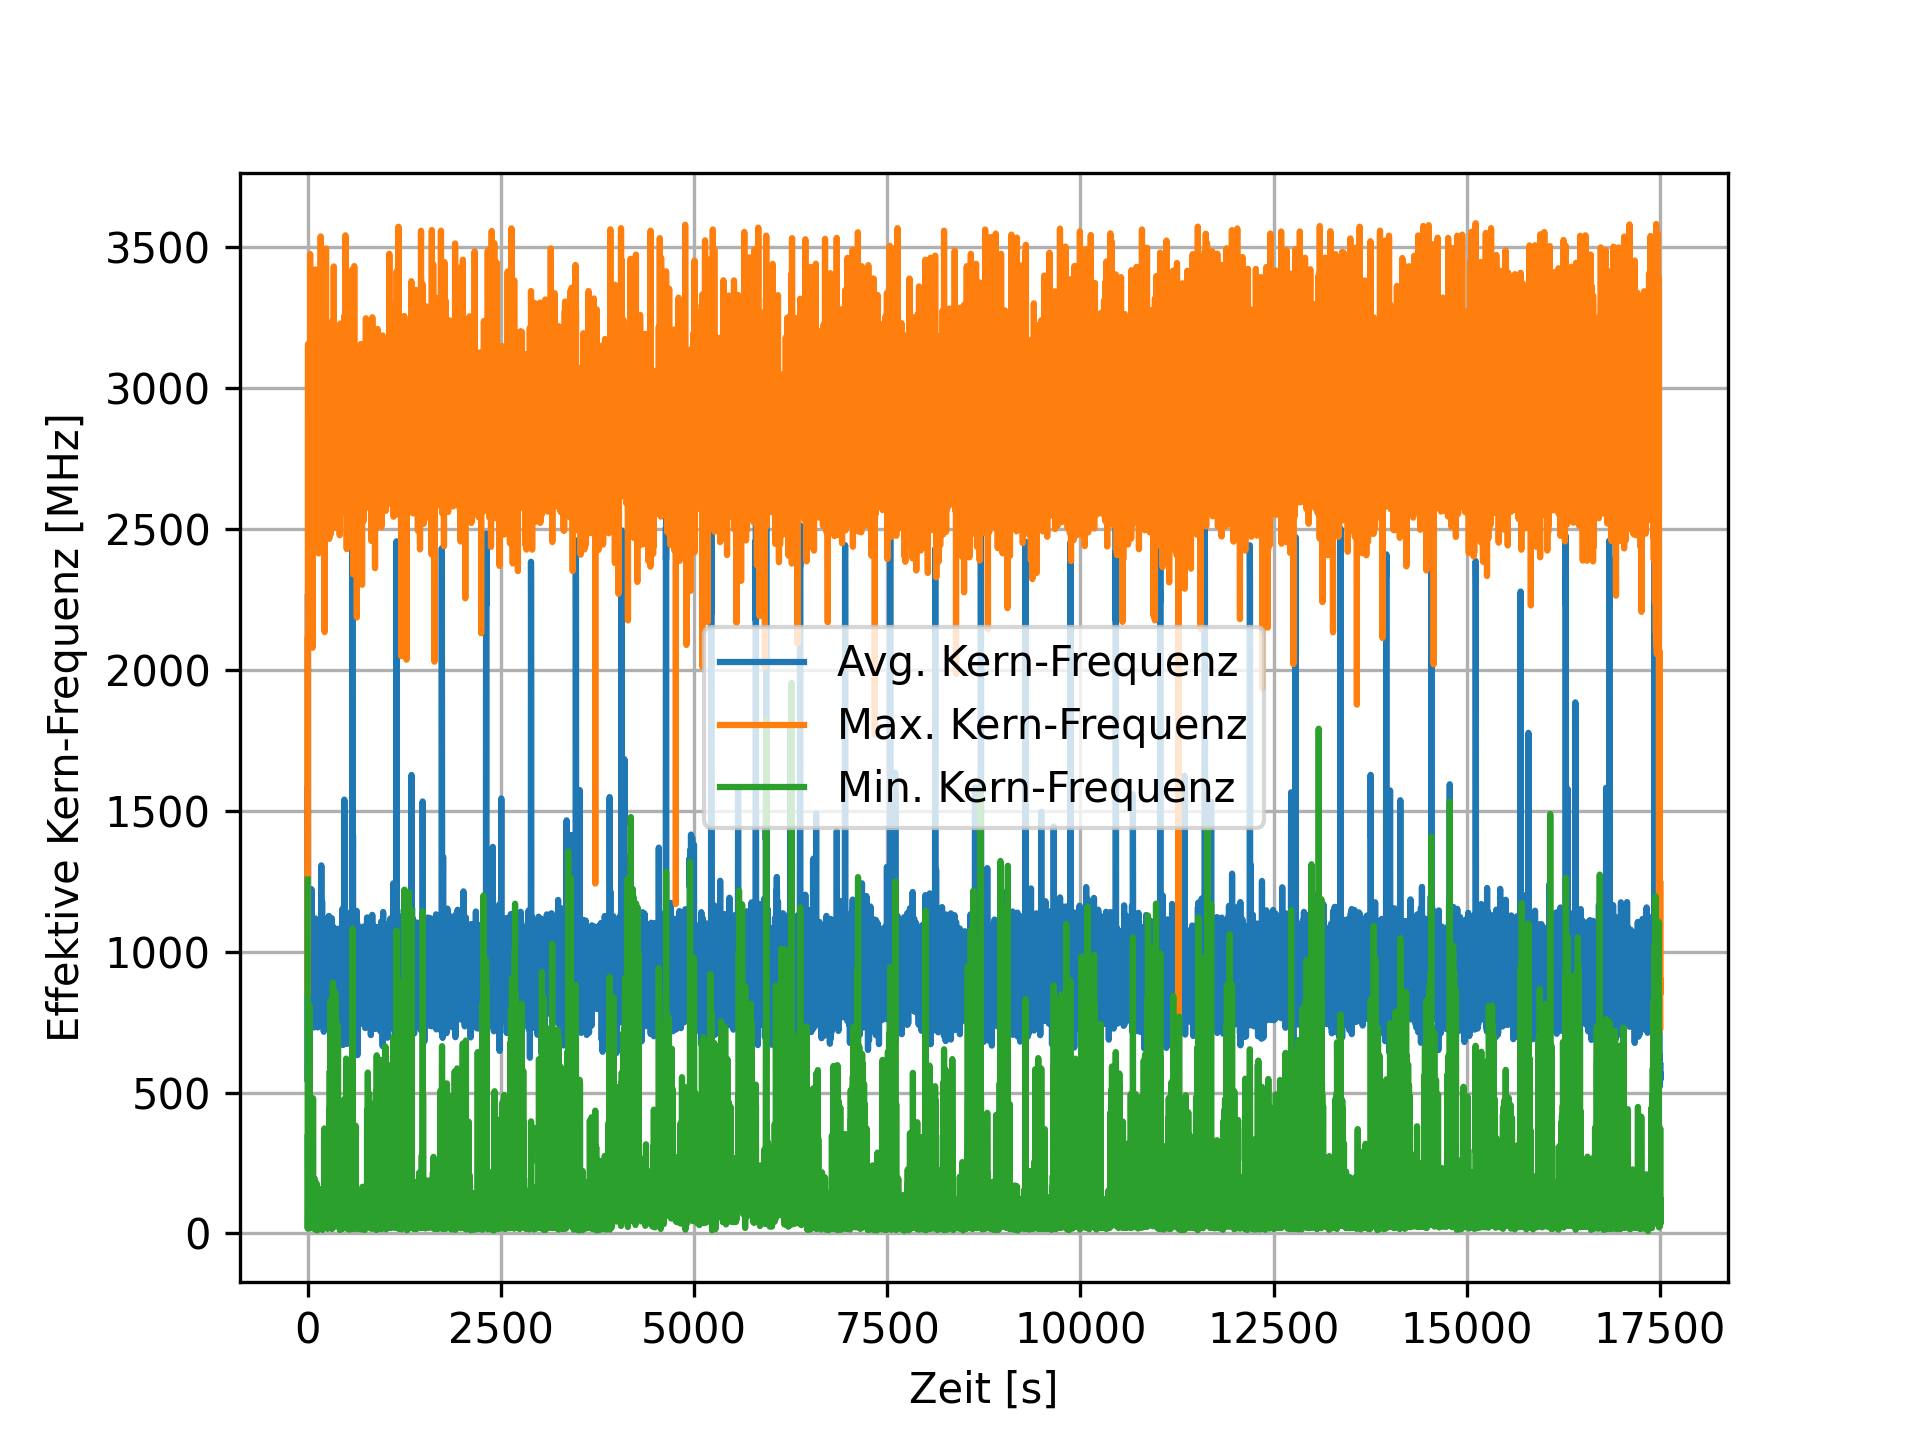 Effektive Kern-Frequenz [MHz]
3500
3000
2500
2000
1500
1000
500
0
Avg. Kern-Frequenz
Max. Kern-Frequenz
Min. Kern-Frequenz
0 2500 5000 7500 10000 12500 15000 17500
Zeit [s]